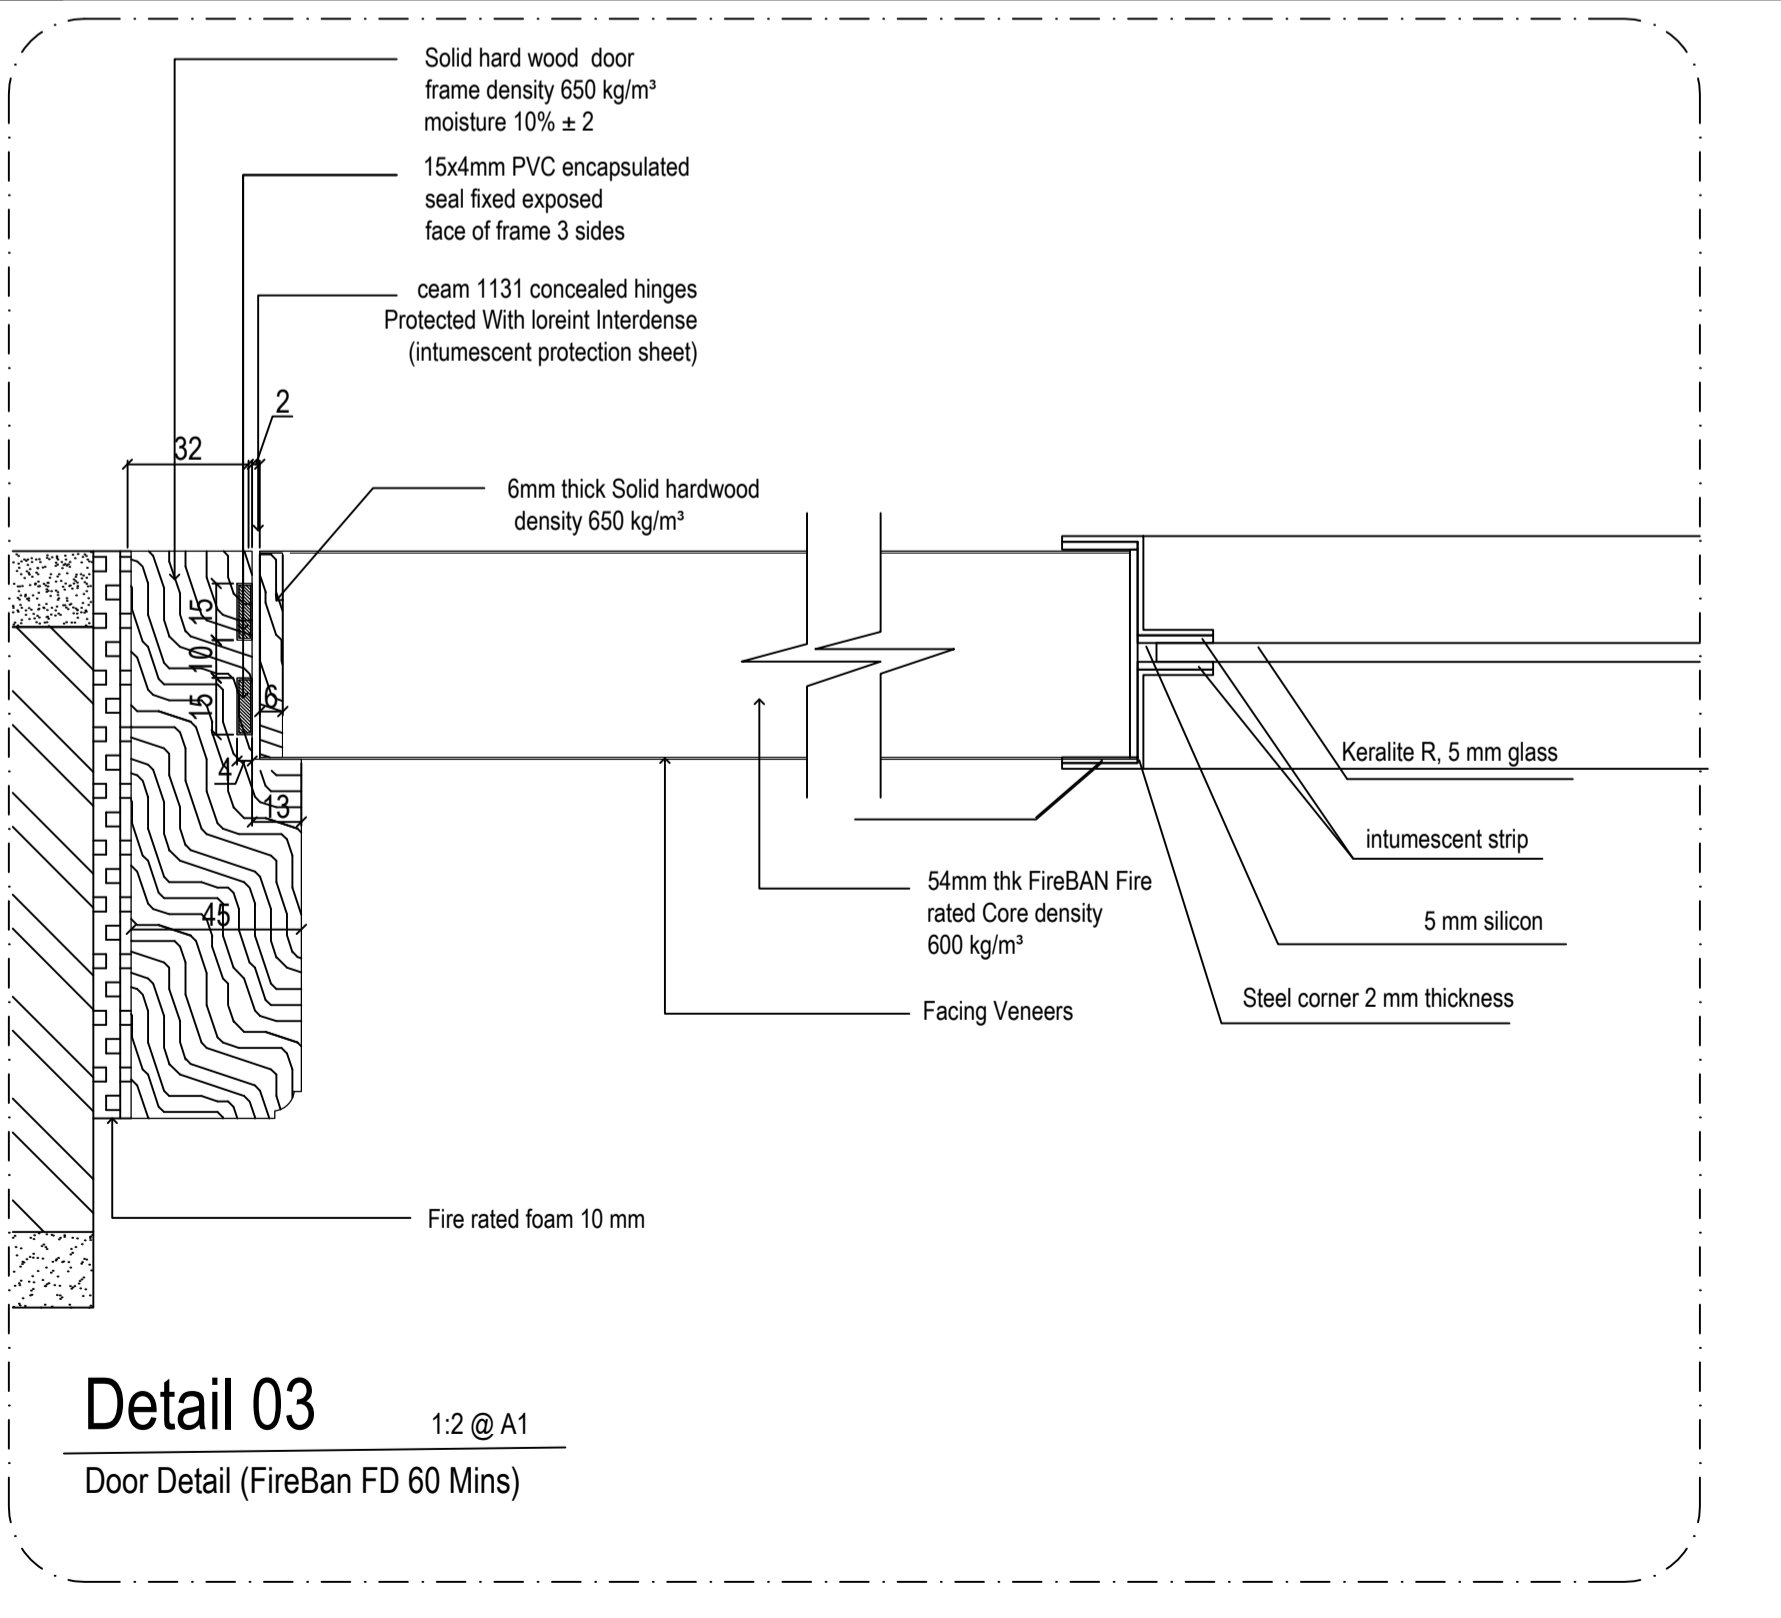 Solid hard wood door
frame density 650 kg/m³
moisture 10% ± 2
15x4mm PVC encapsulated
seal fixed exposed
face of frame 3 sides
ceam 1131 concealed hinges
Protected With loreint Interdense
(intumescent protection sheet)
2
32
6mm thick Solid hardwood
density 650 kg/m³
15
10
15
6
4
13
45
Keralite R, 5 mm glass
intumescent strip
54mm thk FireBAN Fire
rated Core density
600 kg/m³
5 mm silicon
Steel corner 2 mm thickness
Facing Veneers
Fire rated foam 10 mm
Detail 03
1:2 @ A1
Door Detail (FireBan FD 60 Mins)